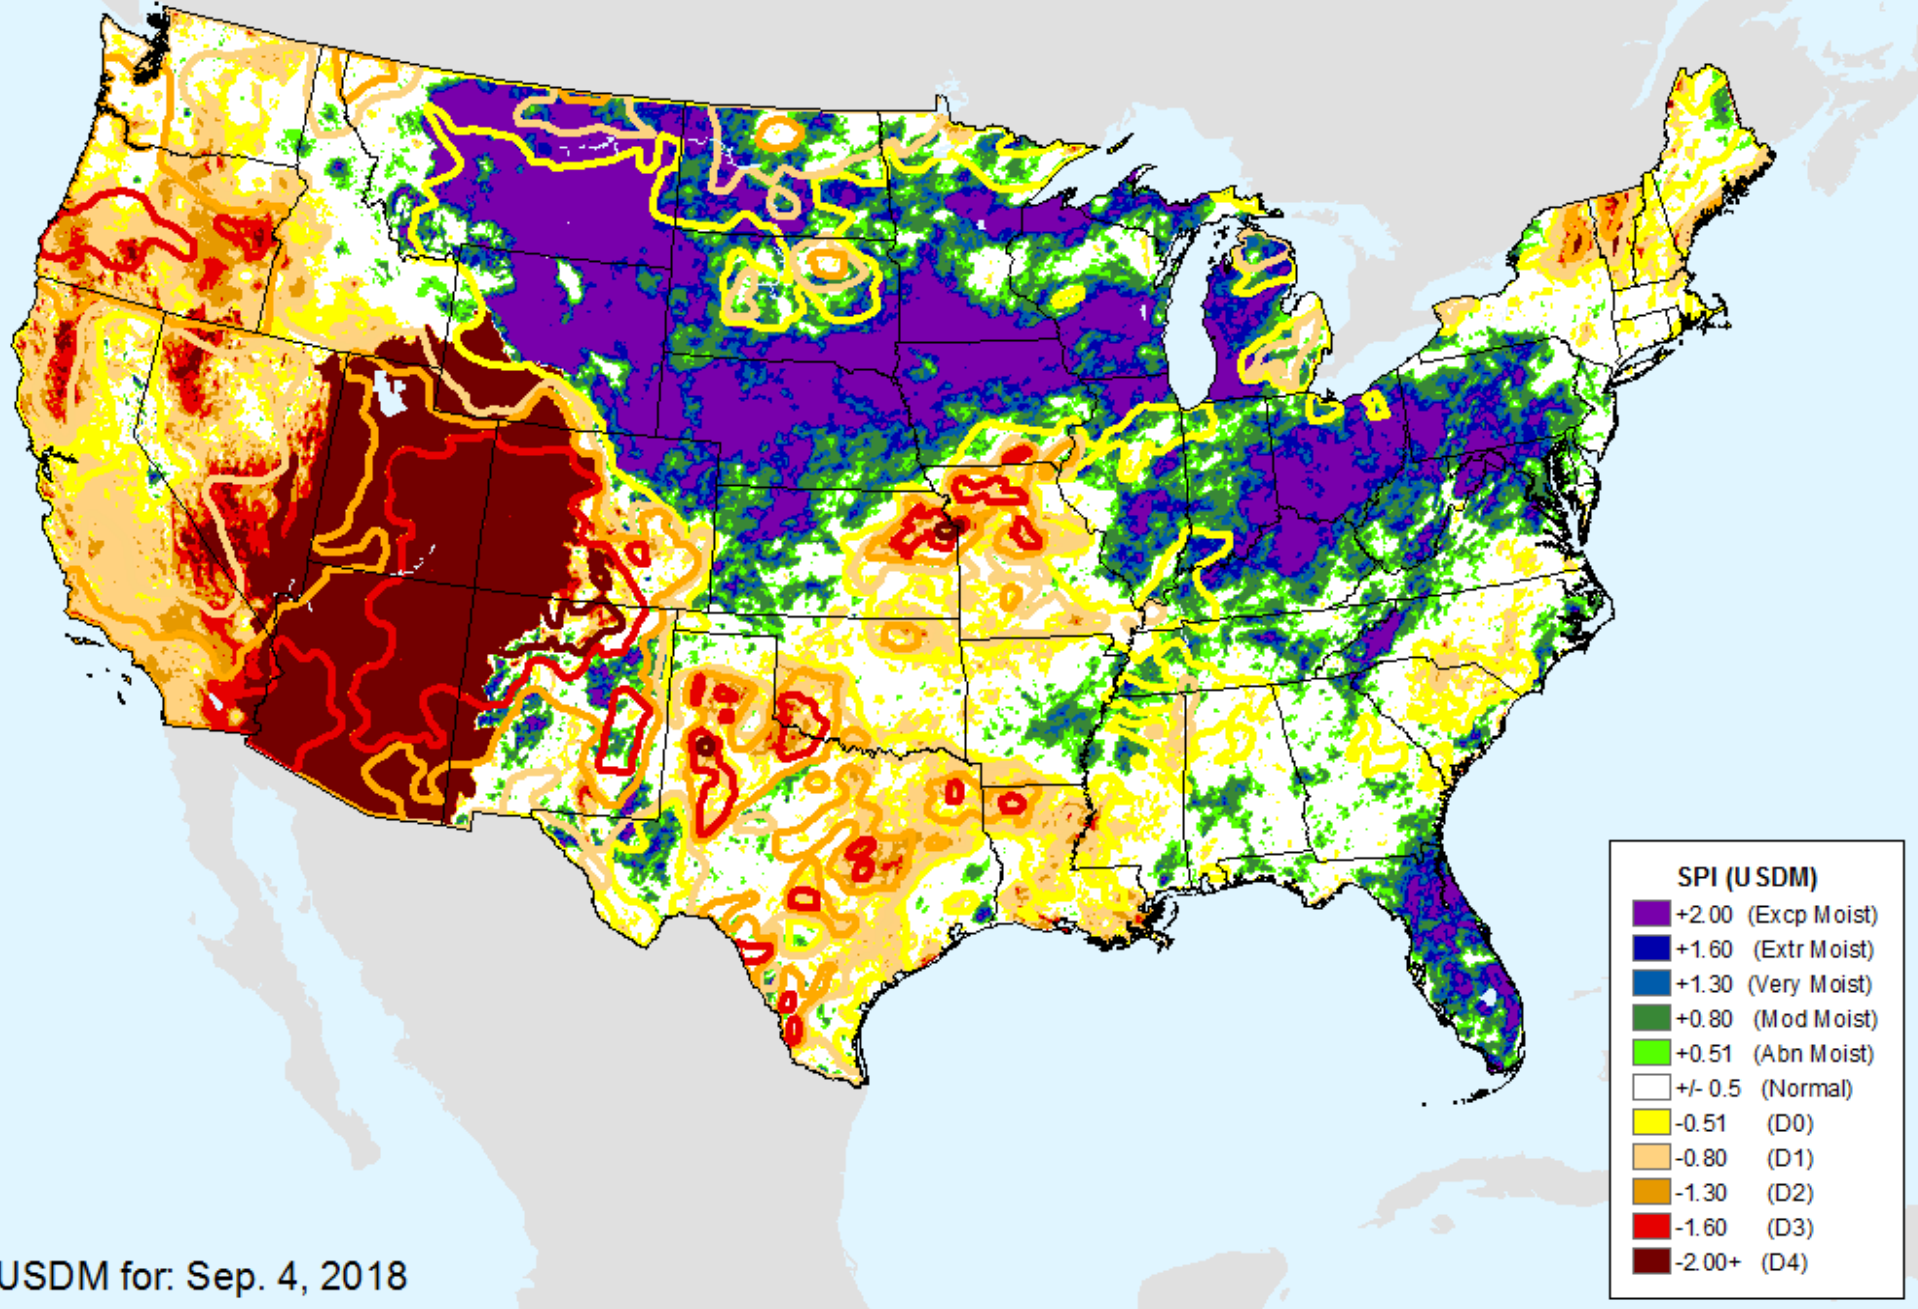 SPI (USDM)
+2.00 (Excp Moist)
+1.60 (Extr Moist)
+1.30 (Very Moist)
+0.80 (Mod Moist)
+0.51 (Abn Moist)
+/- 0.5 (Normal)
-0.51 (D0)
-0.80 (D1)
-1.30 (D2)
-1.60 (D3)
-2.00+ (D4)
USDM for: Sep. 4, 2018